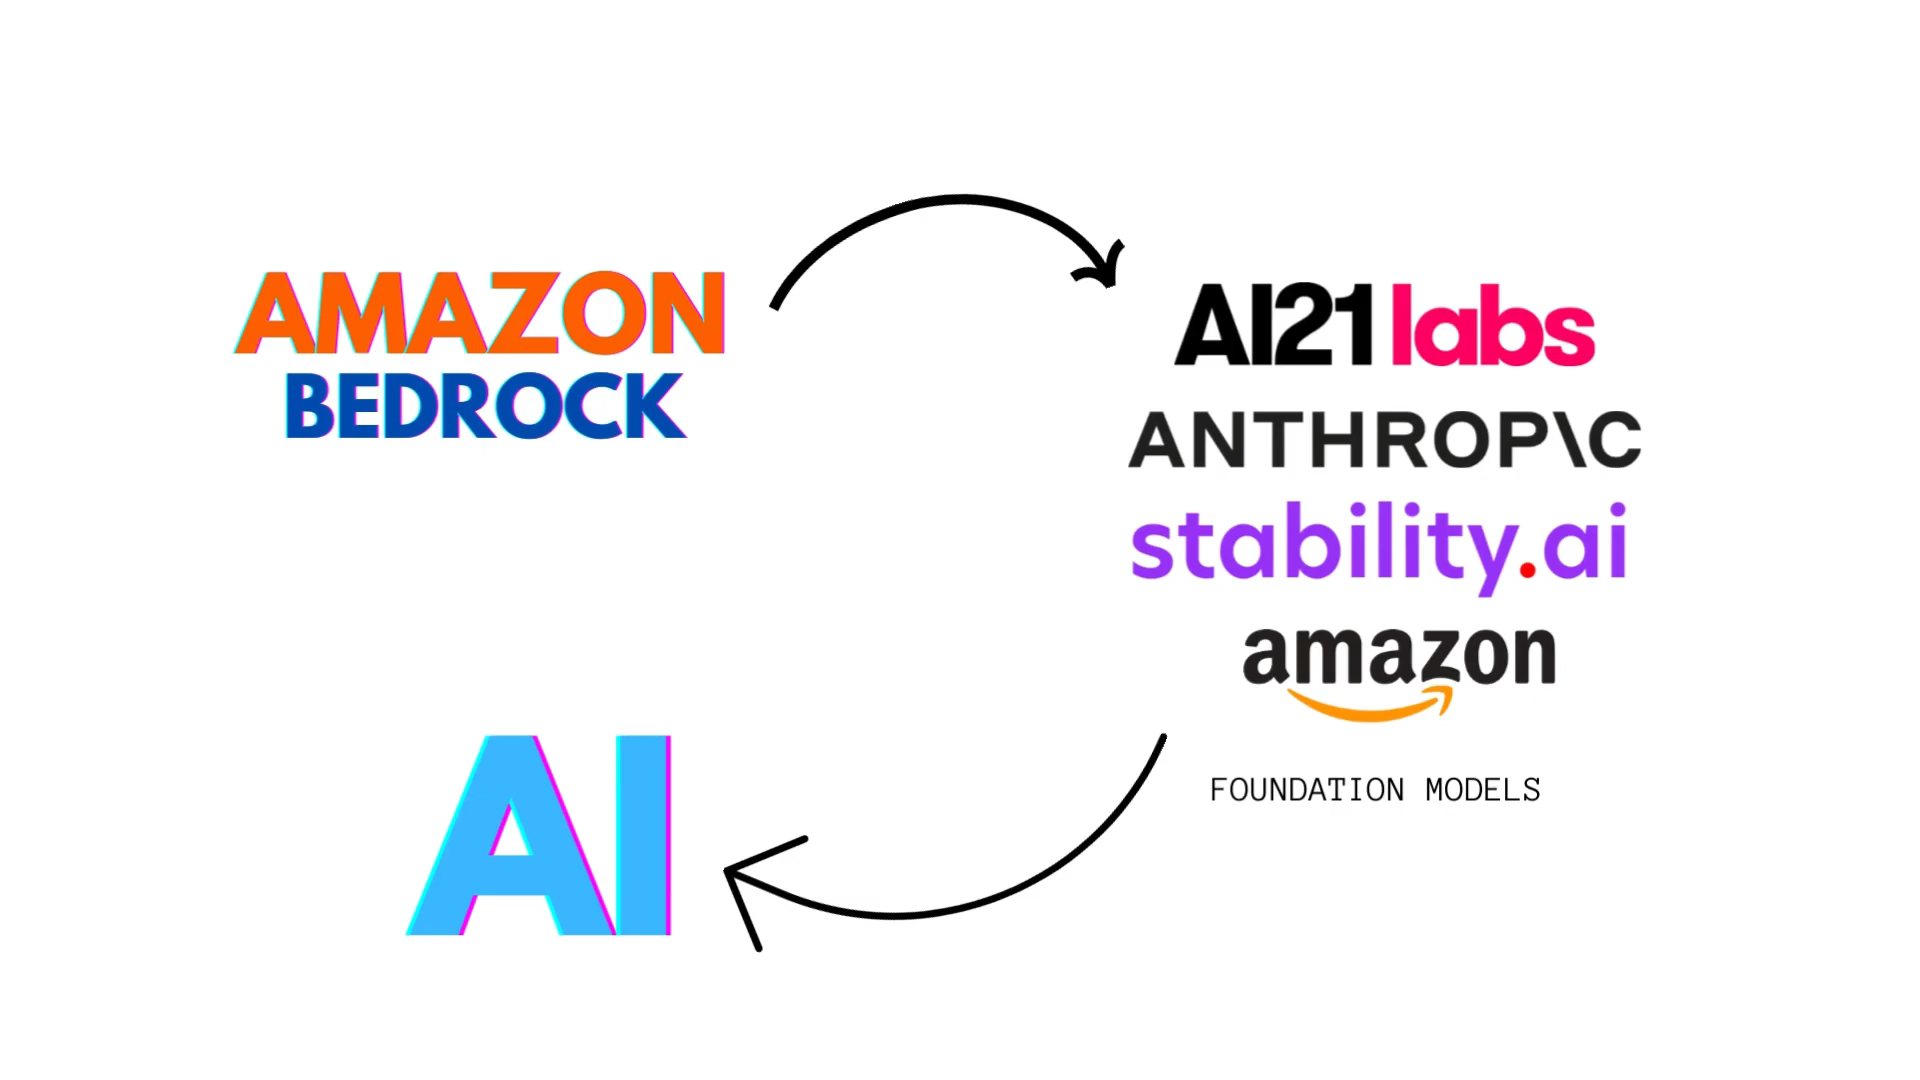 AMAZON
BEDROCK
AI21 labs
ANTHROP\C
stability.ai
amazon
FOUNDATION MODELS
AI